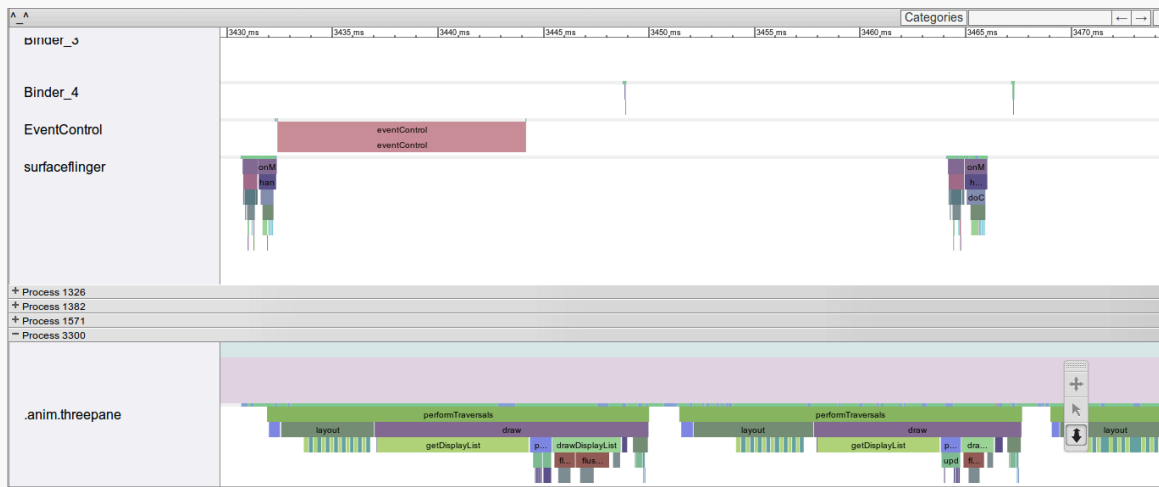 ^_^
Categories
← →
3430 ms 3435 ms 3440 ms 3445 ms 3450 ms 3455 ms 3460 ms 3465 ms 3470 ms
Binder_3
Binder_4
EventControl
eventControl
eventControl
surfaceflinger
onM onM
han h...
doC
+ Process 1326
+ Process 1382
+ Process 1571
− Process 3300
.anim.threepane
performTraversals performTraversals
layout draw layout draw layout
getDisplayList p... drawDisplayList getDisplayList p... dra...
fl... flus... upd fl...